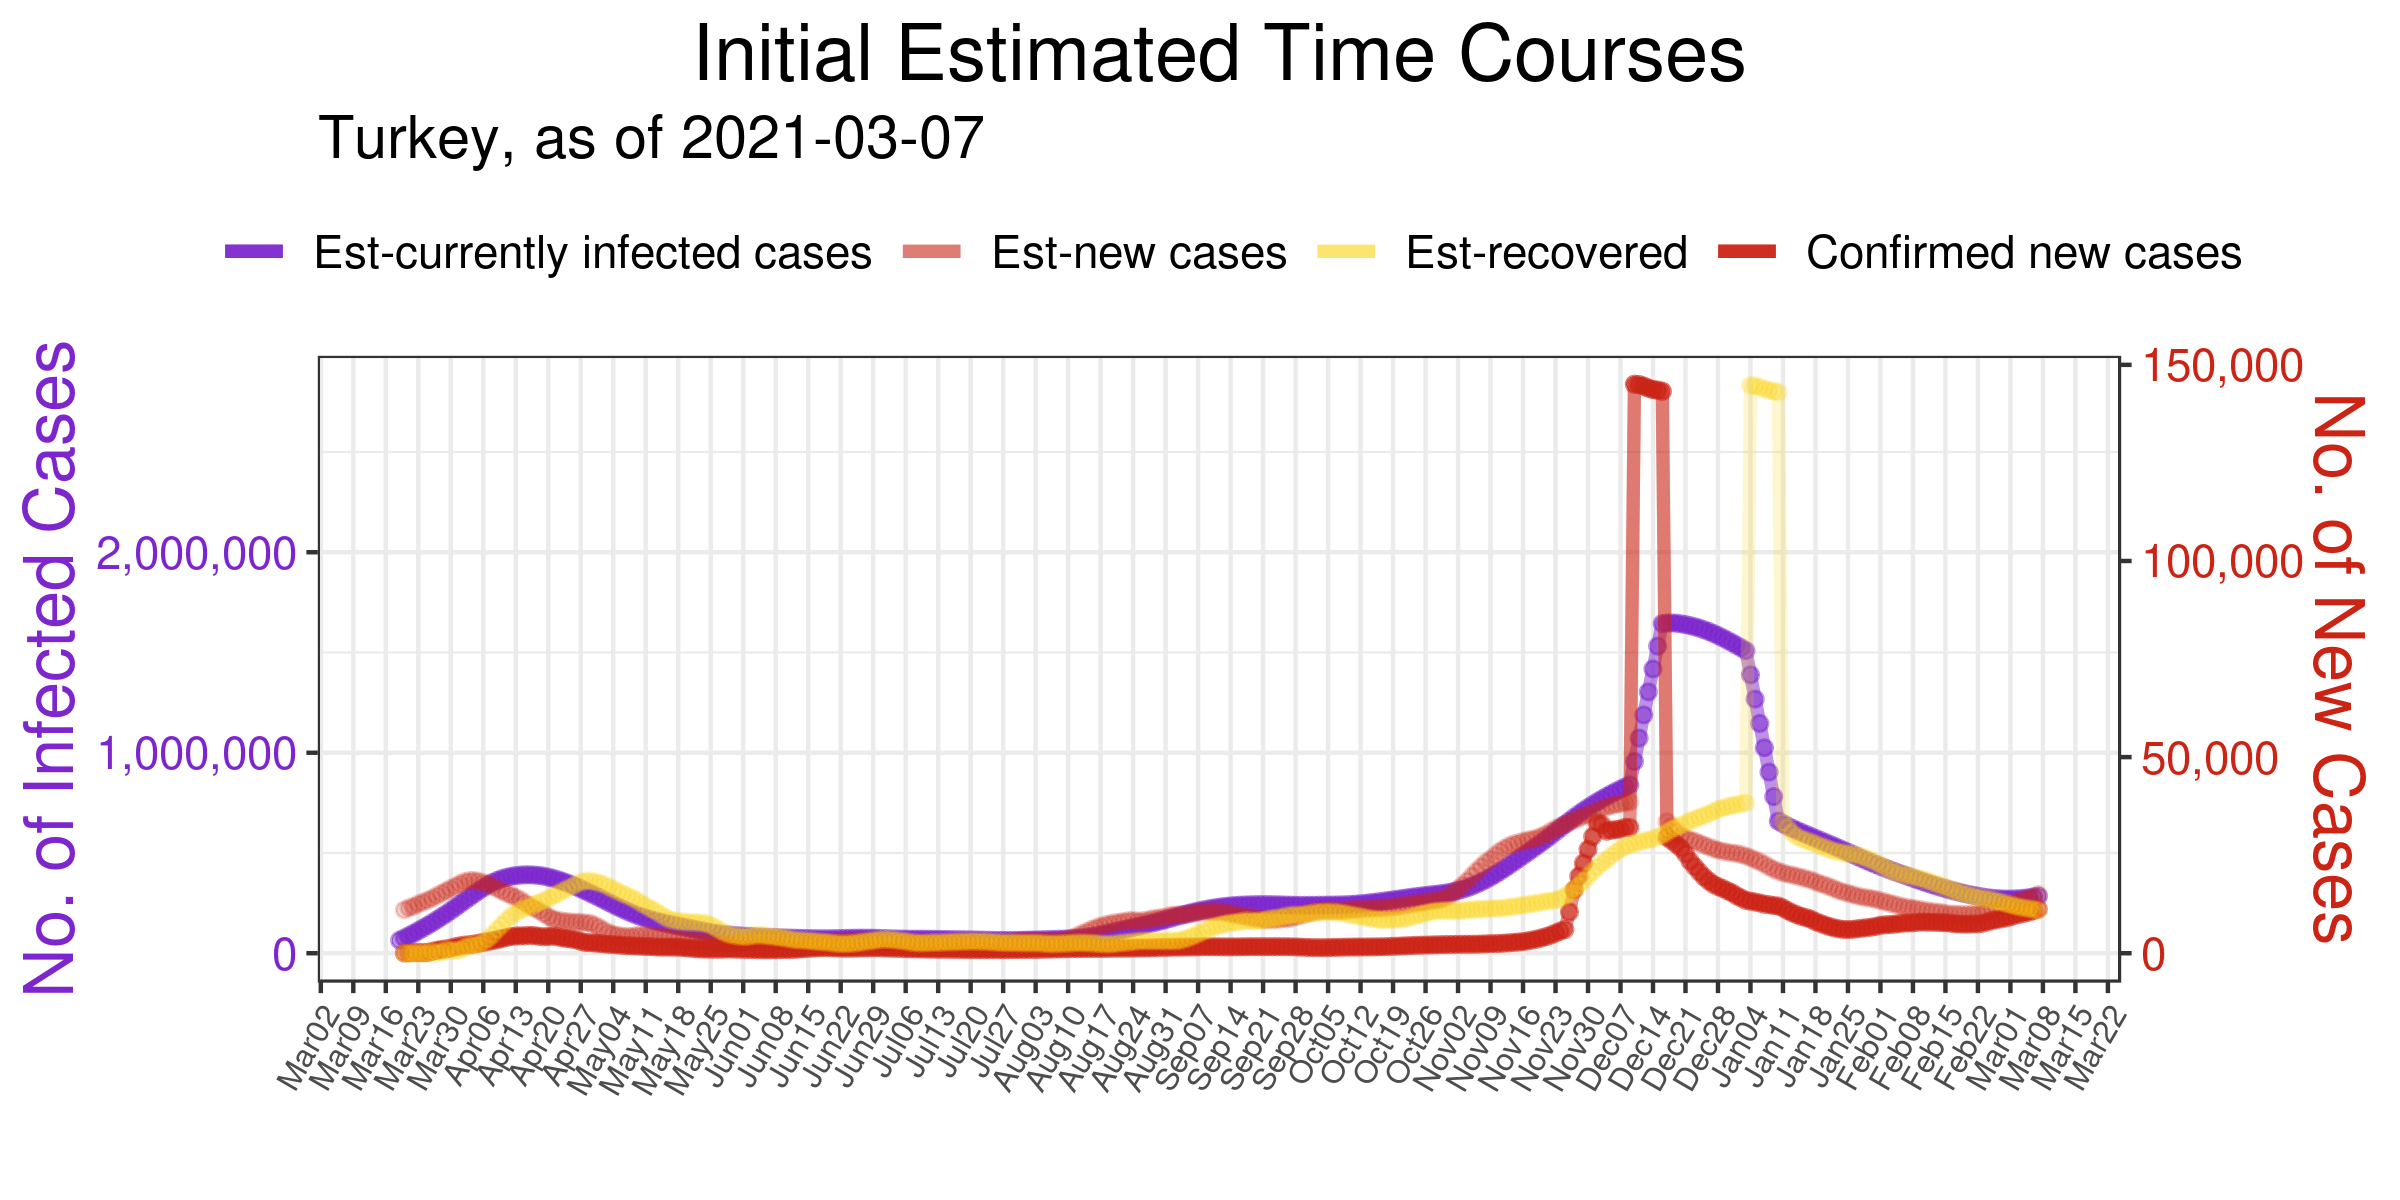 Initial Estimated Time Courses
Turkey, as of 2021-03-07
Est-currently infected cases Est-new cases Est-recovered Confirmed new cases
No. of Infected Cases
2,000,000
1,000,000
0
150,000
100,000
50,000
0
No. of New Cases
Mar02 Mar09 Mar16 Mar23 Mar30 Apr06 Apr13 Apr20 Apr27 May04 May11 May18 May25 Jun01 Jun08 Jun15 Jun22 Jun29 Jul06 Jul13 Jul20 Jul27 Aug03 Aug10 Aug17 Aug24 Aug31 Sep07 Sep14 Sep21 Sep28 Oct05 Oct12 Oct19 Oct26 Nov02 Nov09 Nov16 Nov23 Nov30 Dec07 Dec14 Dec21 Dec28 Jan04 Jan11 Jan18 Jan25 Feb01 Feb08 Feb15 Feb22 Mar01 Mar08 Mar15 Mar22